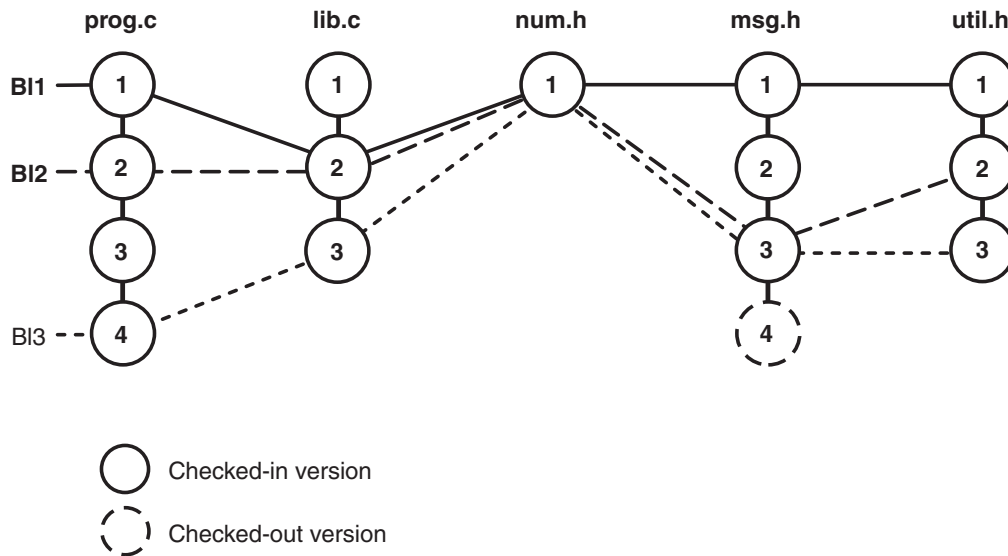 prog.c lib.c num.h msg.h util.h
BI1 1 1 1 1 1
BI2 2 2 2 2
3 3 3 3
BI3 4 4
Checked-in version
Checked-out version